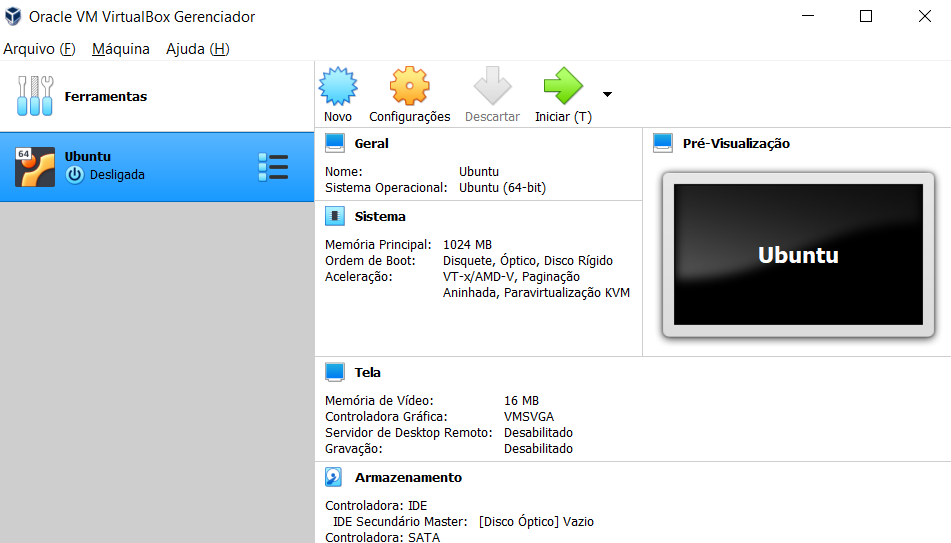 Oracle VM VirtualBox Gerenciador
Arquivo (F) Máquina Ajuda (H)
Ferramentas
64
Ubuntu
Desligada
Novo Configurações Descartar Iniciar (T)
Geral
Nome: Ubuntu
Sistema Operacional: Ubuntu (64-bit)
Sistema
Memória Principal: 1024 MB
Ordem de Boot: Disquete, Óptico, Disco Rígido
Aceleração: VT-x/AMD-V, Paginação
Aninhada, Paravirtualização KVM
Pré-Visualização
Ubuntu
Tela
Memória de Vídeo: 16 MB
Controladora Gráfica: VMSVGA
Servidor de Desktop Remoto: Desabilitado
Gravação: Desabilitado
Armazenamento
Controladora: IDE
IDE Secundário Master: [Disco Óptico] Vazio
Controladora: SATA